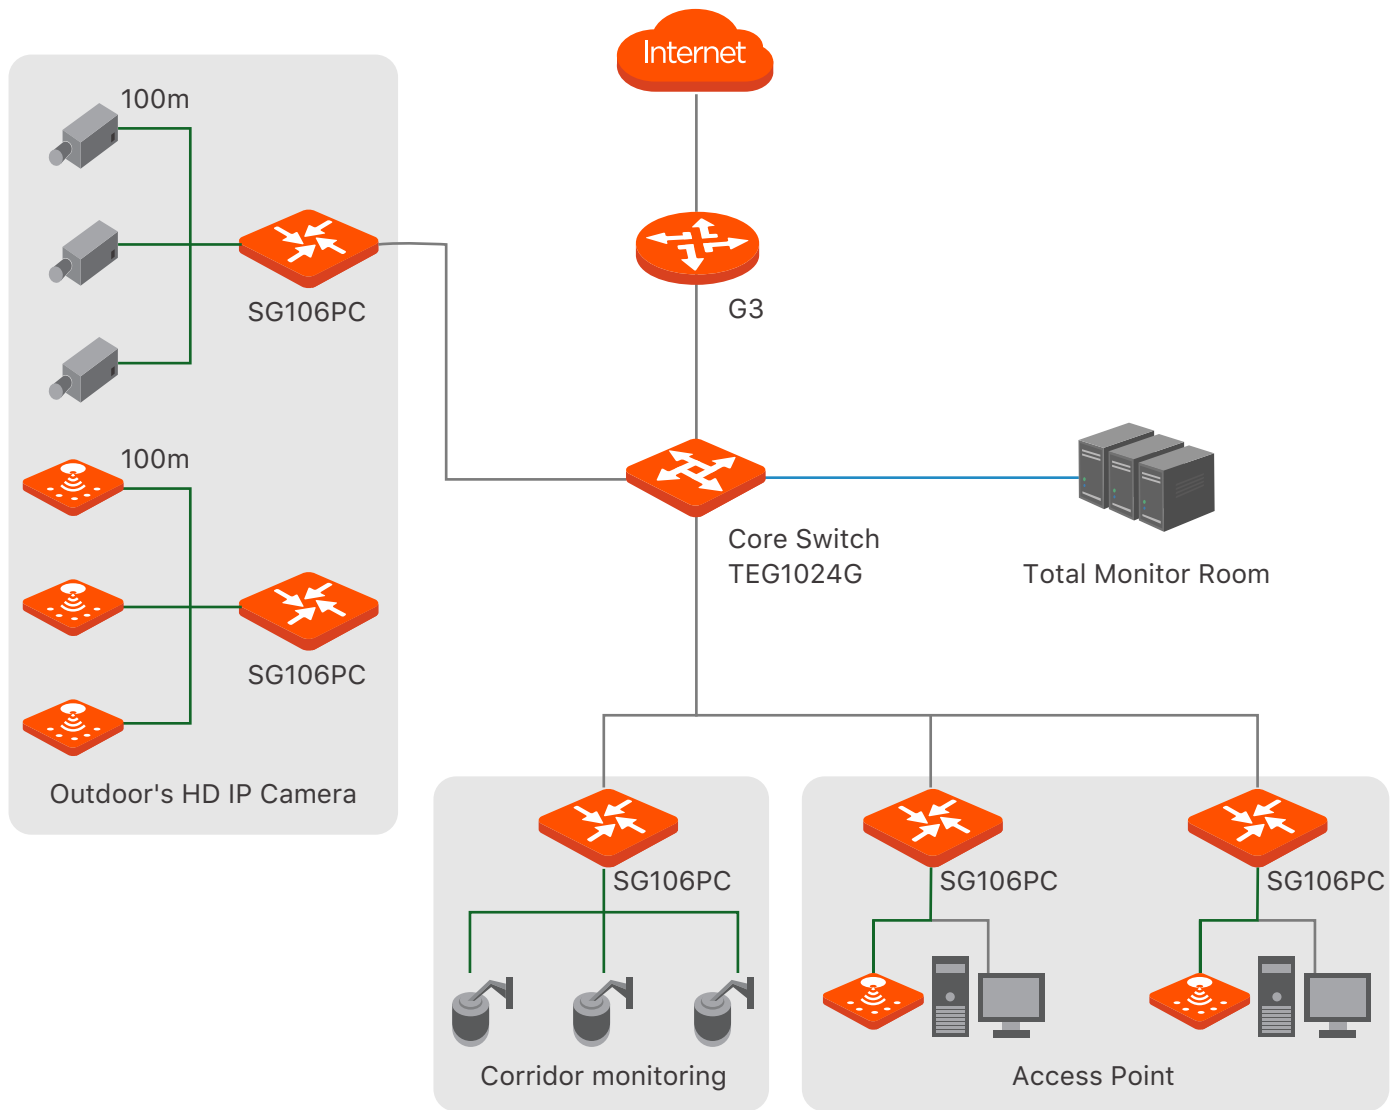 Internet
100m
SG106PC
G3
100m
Core Switch
TEG1024G
Total Monitor Room
SG106PC
Outdoor's HD IP Camera
SG106PC
SG106PC
SG106PC
Corridor monitoring
Access Point